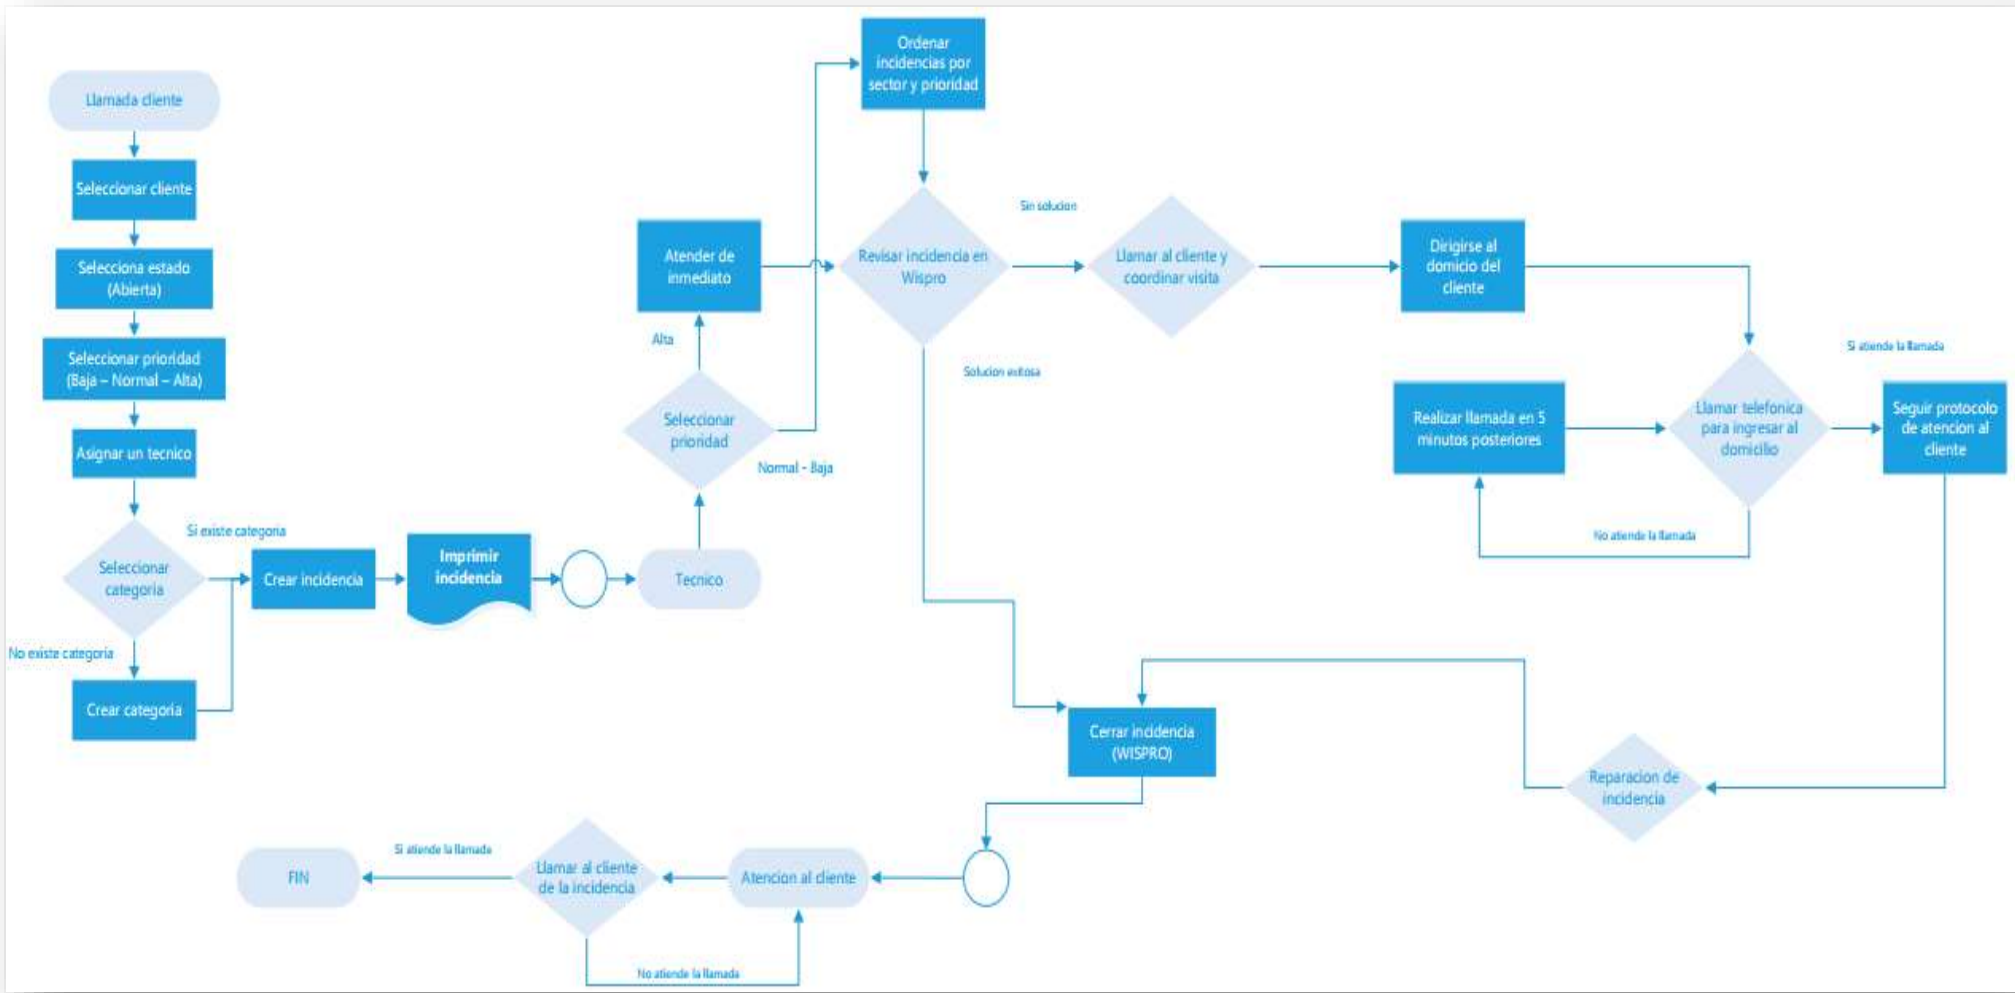 Llamada cliente
Seleccionar cliente
Selecciona estado
(Abierta)
Seleccionar prioridad
(Baja – Normal – Alta)
Asignar un tecnico
Seleccionar
categoria
Si existe categoria
No existe categoria
Crear categoria
Crear incidencia
Imprimir
incidencia
Tecnico
Seleccionar
prioridad
Alta
Normal - Baja
Atender de
inmediato
Ordenar
incidencias por
sector y prioridad
Revisar incidencia en
Wispro
Sin solucion
Solucion exitosa
Llamar al cliente y
coordinar visita
Dirigirse al
domicio del
cliente
Llamar telefonica
para ingresar al
domicilio
Realizar llamada en 5
minutos posteriores
No atiende la llamada
Si atiende la llamada
Seguir protocolo
de atencion al
cliente
Reparacion de
incidencia
Cerrar incidencia
(WISPRO)
Atencion al cliente
Llamar al cliente
de la incidencia
No atiende la llamada
Si atiende la llamada
FIN